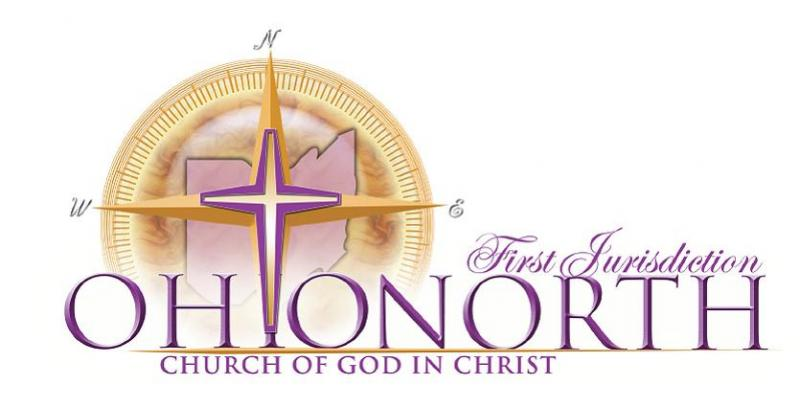 N
W E
First Jurisdiction
OHIONORTH
CHURCH OF GOD IN CHRIST